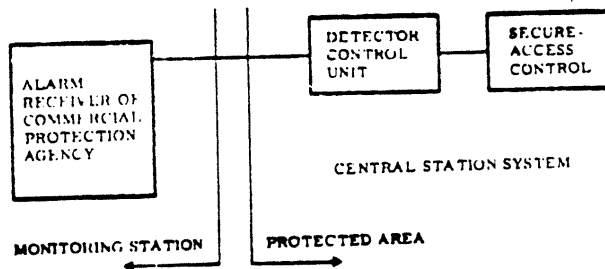 ALARM
RECEIVER OF
COMMERCIAL
PROTECTION
AGENCY
DETECTOR
CONTROL
UNIT
SECURE-
ACCESS
CONTROL
CENTRAL STATION SYSTEM
MONITORING STATION
PROTECTED AREA